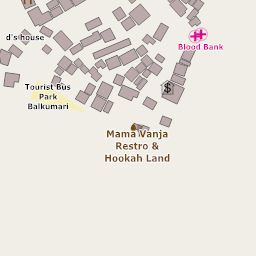 d's house
Blood Bank
Tourist Bus
Park
Balkumari
$
Mama Vanja
Restro &
Hookah Land